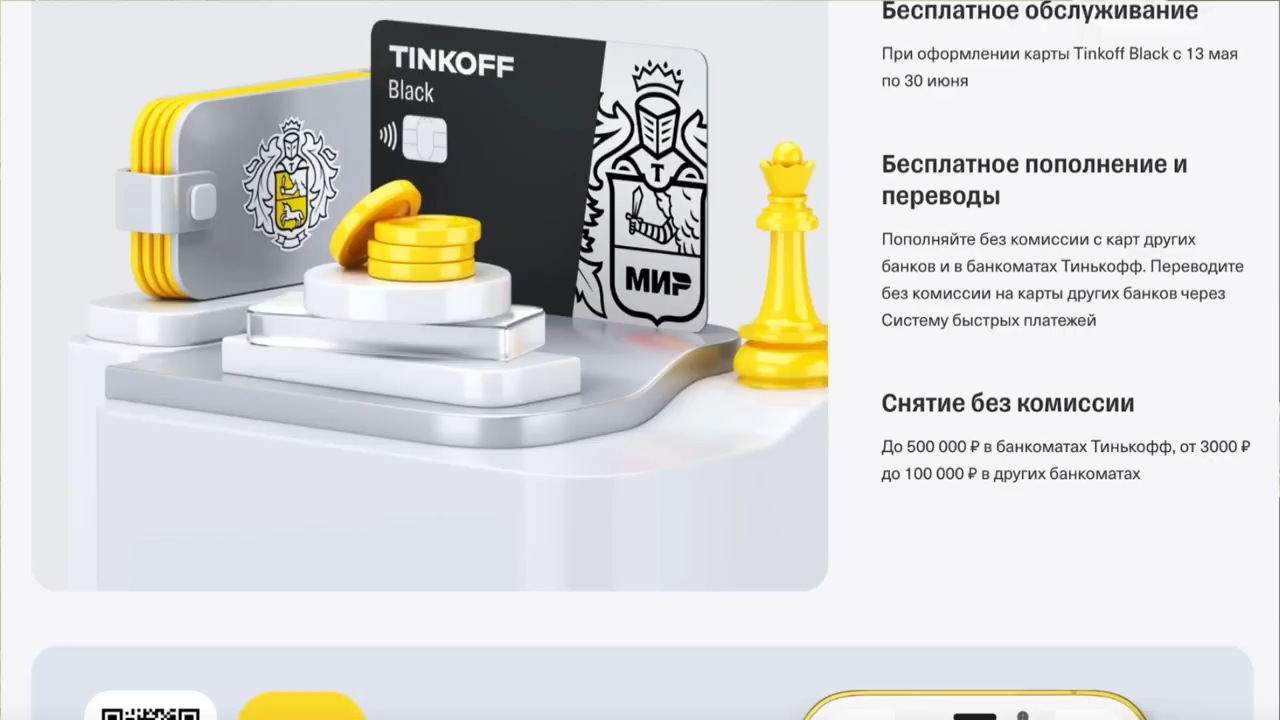 TINKOFF
Black
T
МИР
Бесплатное обслуживание
При оформлении карты Tinkoff Black с 13 мая
по 30 июня
Бесплатное пополнение и
переводы
Пополняйте без комиссии с карт других
банков и в банкоматах Тинькофф. Переводите
без комиссии на карты других банков через
Систему быстрых платежей
Снятие без комиссии
До 500 000 ₽ в банкоматах Тинькофф, от 3000 ₽
до 100 000 ₽ в других банкоматах